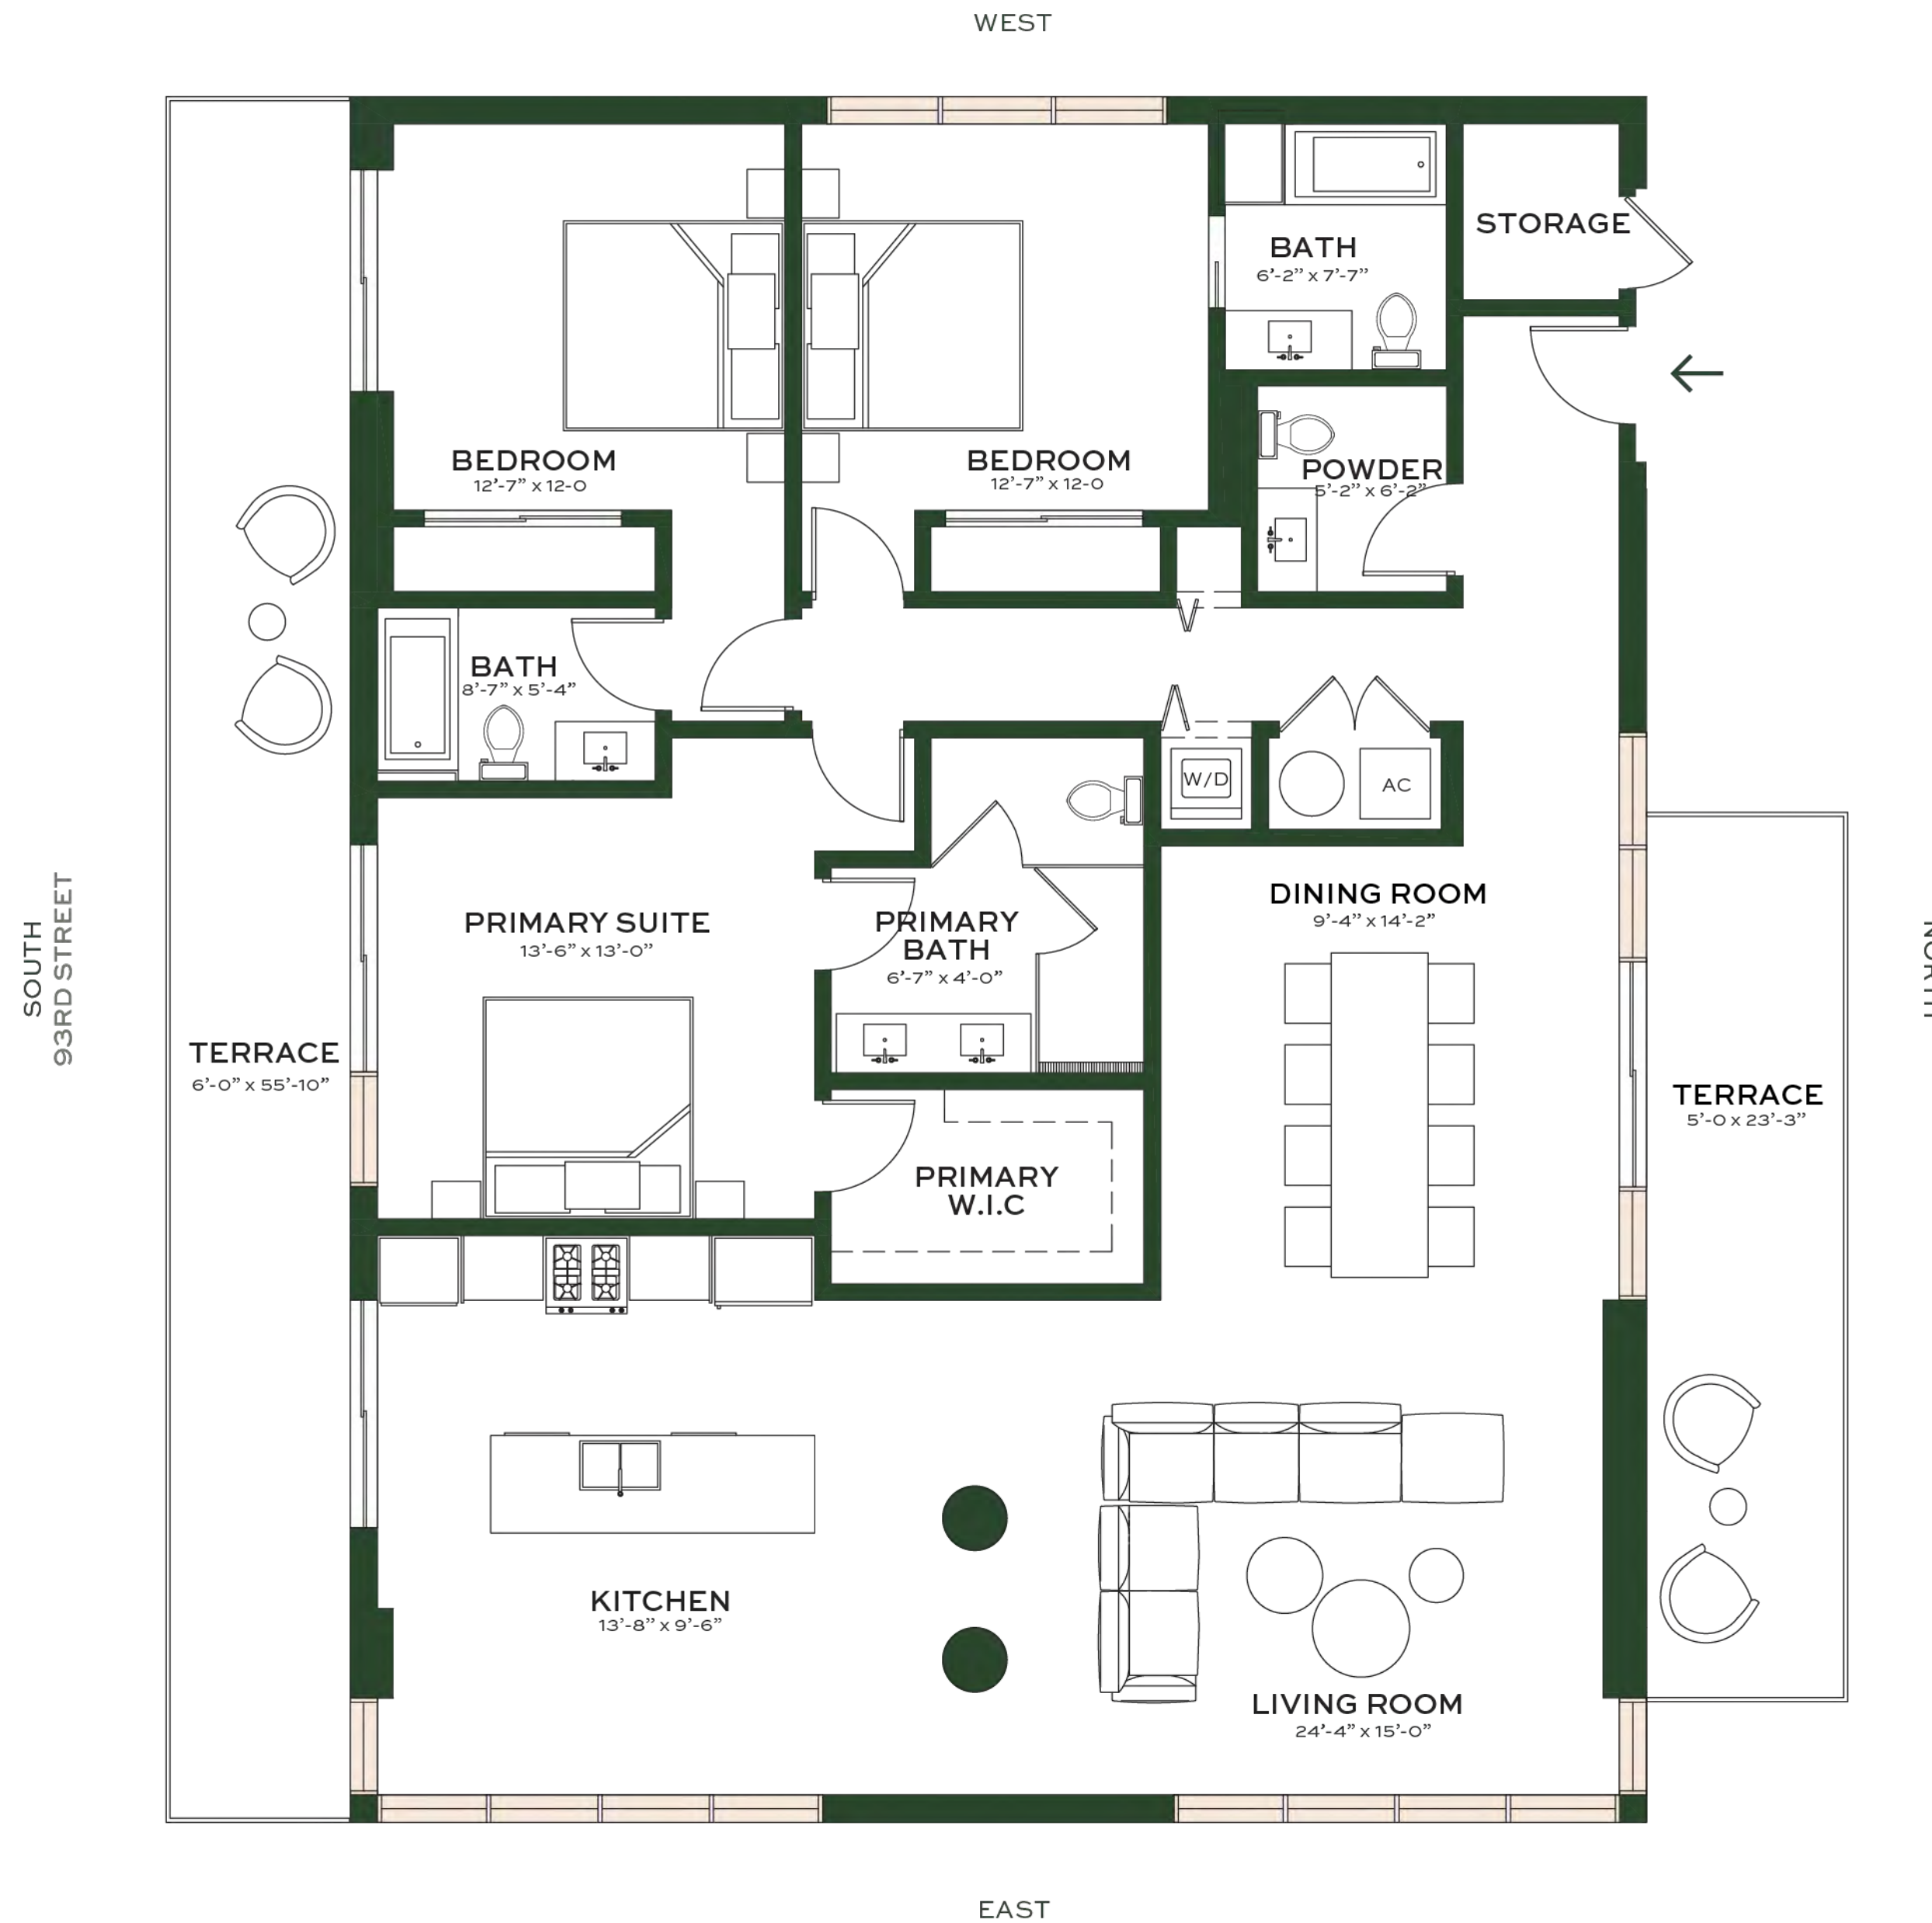 WEST
STORAGE
BATH
6'-2" x 7'-7"
BEDROOM
12'-7" x 12-0
BEDROOM
12'-7" x 12-0
POWDER
5'-2" x 6'-2"
BATH
8'-7" x 5'-4"
W/D
AC
PRIMARY SUITE
13'-6" x 13'-0"
PRIMARY
BATH
6'-7" x 4'-0"
DINING ROOM
9'-4" x 14'-2"
SOUTH
93RD STREET
TERRACE
6'-0" x 55'-10"
TERRACE
5'-0 x 23'-3"
PRIMARY
W.I.C
KITCHEN
13'-8" x 9'-6"
LIVING ROOM
24'-4" x 15'-0"
EAST